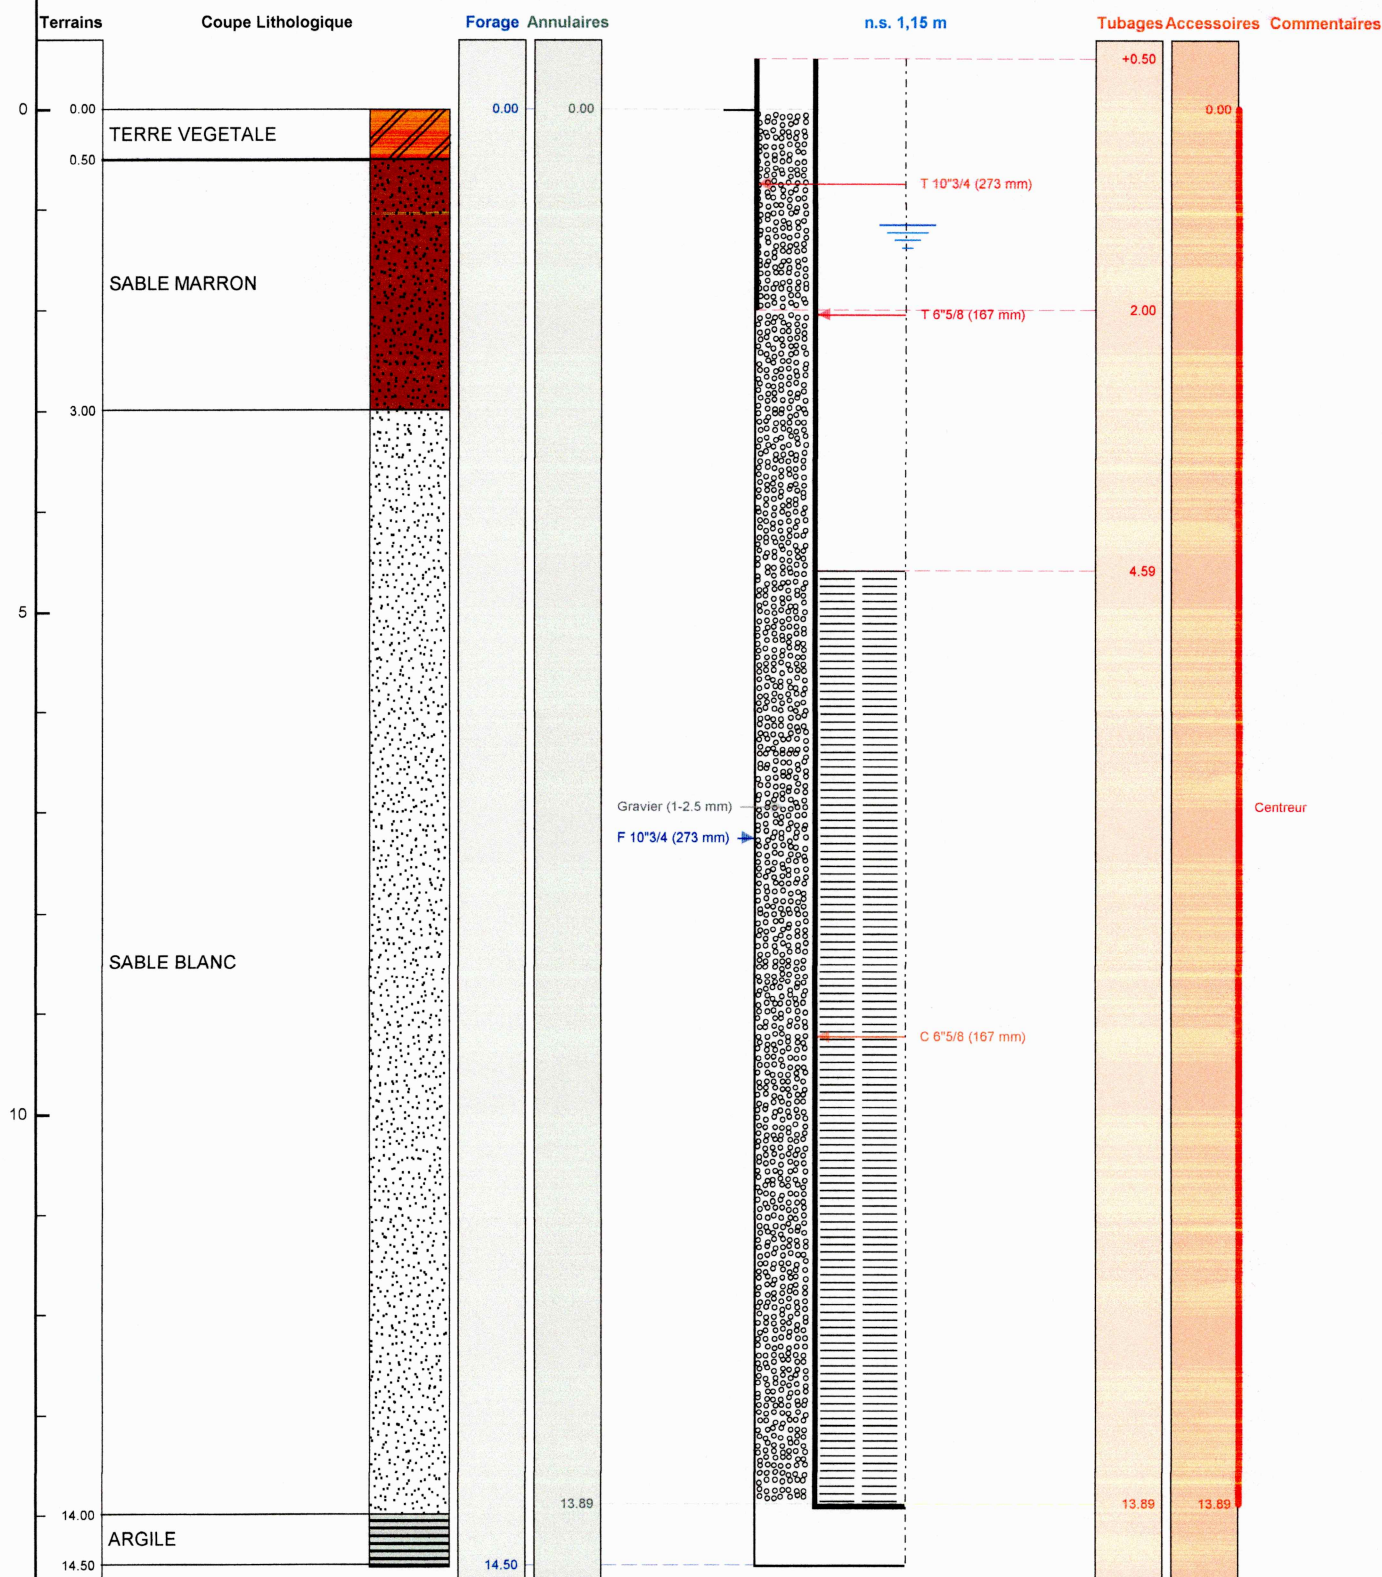 Terrains Coupe Lithologique Forage Annulaires n.s. 1,15 m Tubages Accessoires Commentaires
+0.50
0 0.00 0.00 0.00 0.00
TERRE VEGETALE
0.50
T 10"3/4 (273 mm)
SABLE MARRON
2.00
T 6"5/8 (167 mm)
3.00
4.59
5
Gravier (1-2.5 mm) Centreur
F 10"3/4 (273 mm)
SABLE BLANC
C 6"5/8 (167 mm)
10
13.89 13.89 13.89
14.00
ARGILE
14.50 14.50